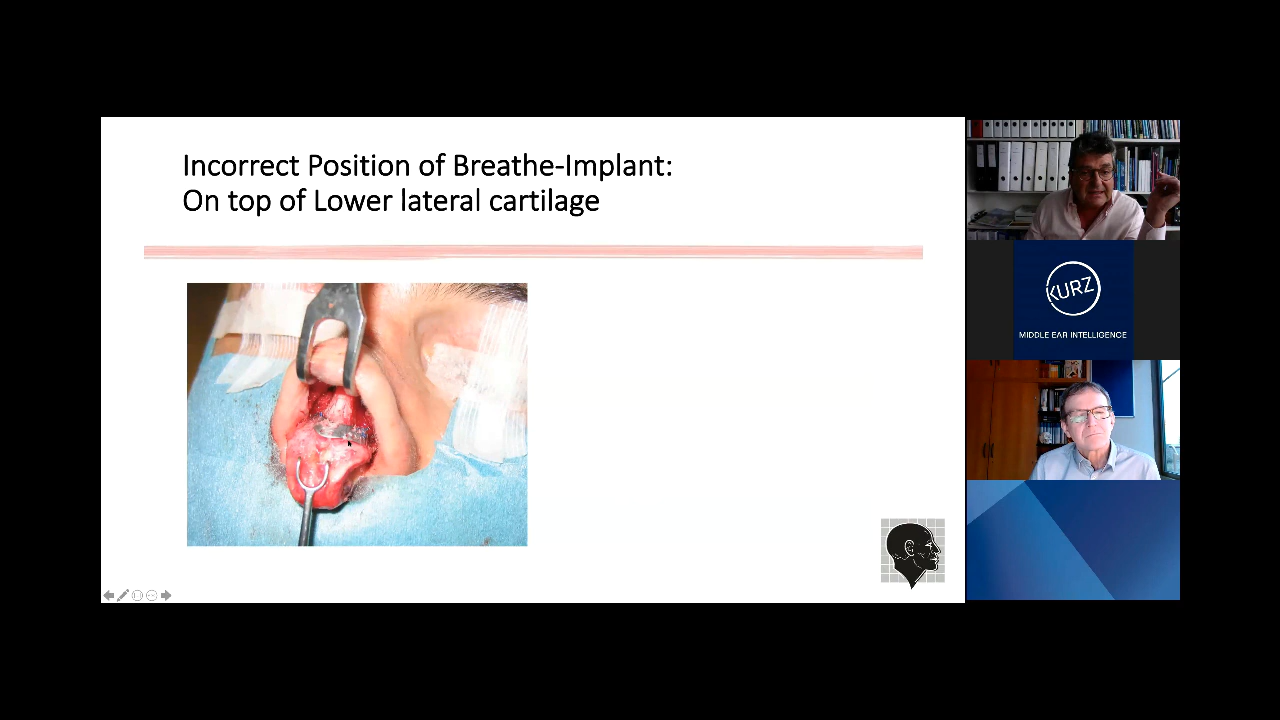 Incorrect Position of Breathe-Implant:
On top of Lower lateral cartilage
KURZ
MIDDLE EAR INTELLIGENCE